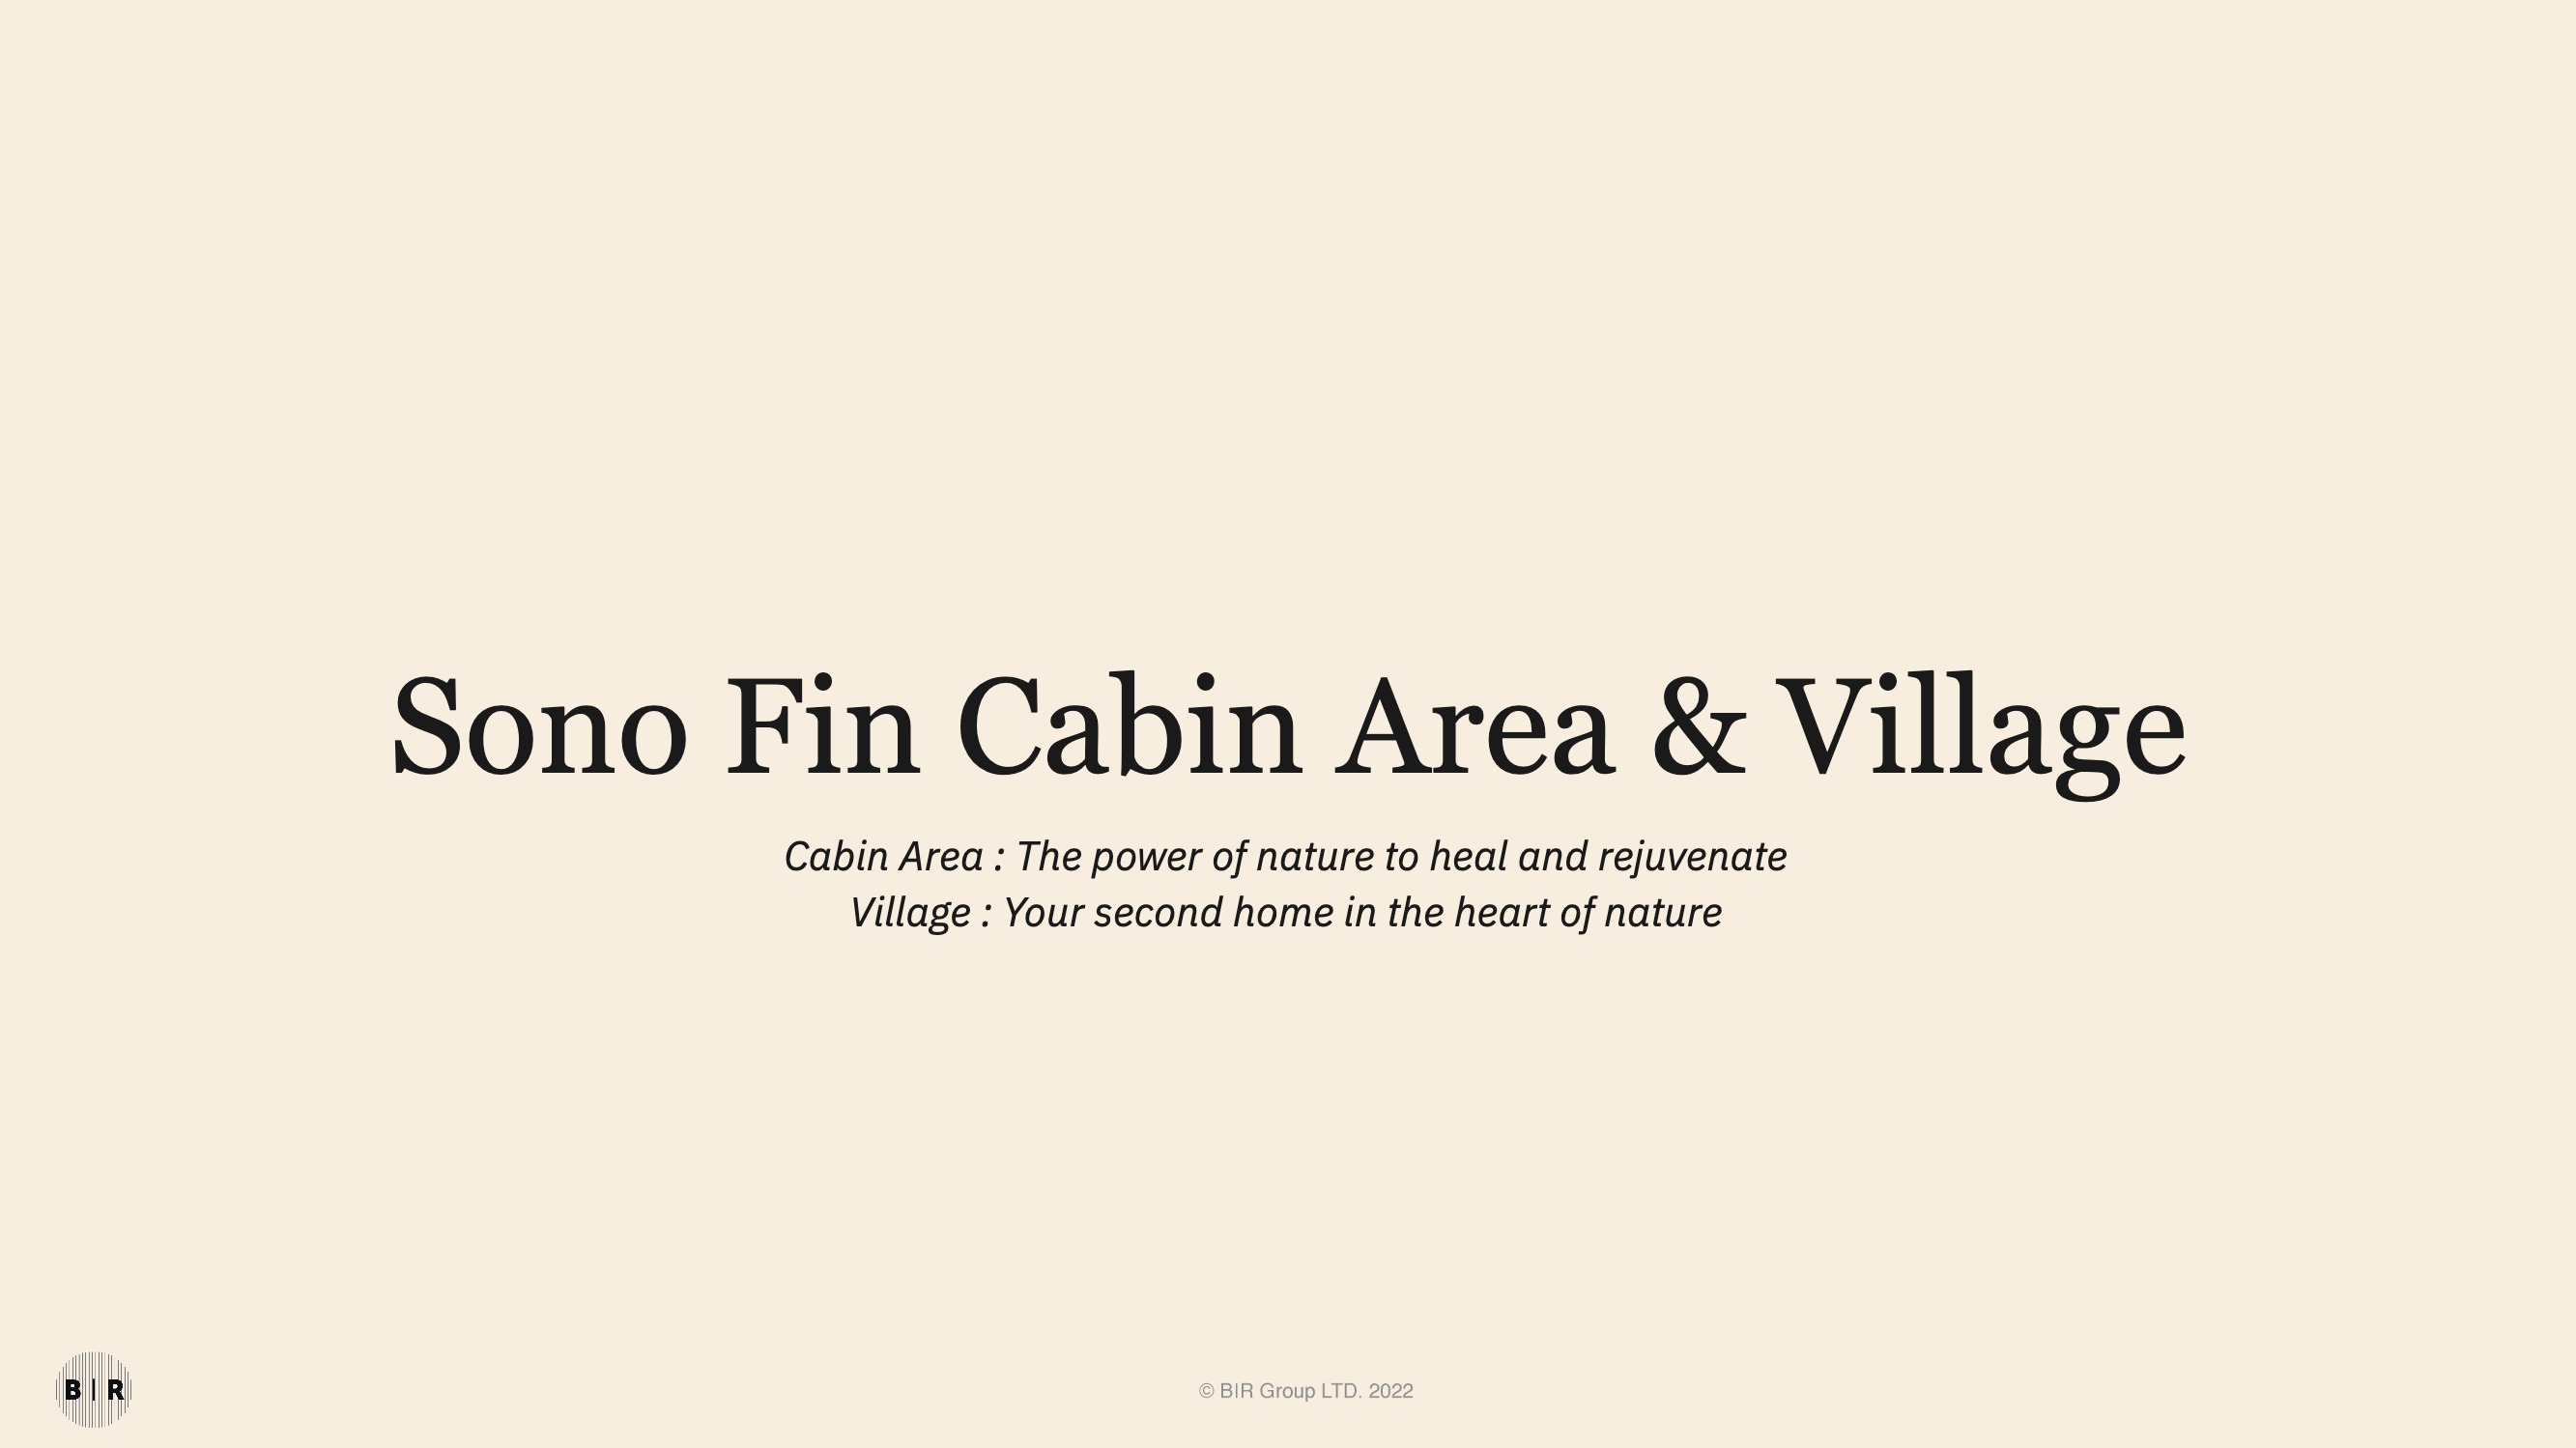 Sono Fin Cabin Area & Village
Cabin Area : The power of nature to heal and rejuvenate
Village : Your second home in the heart of nature
B|R
© BIR Group LTD. 2022